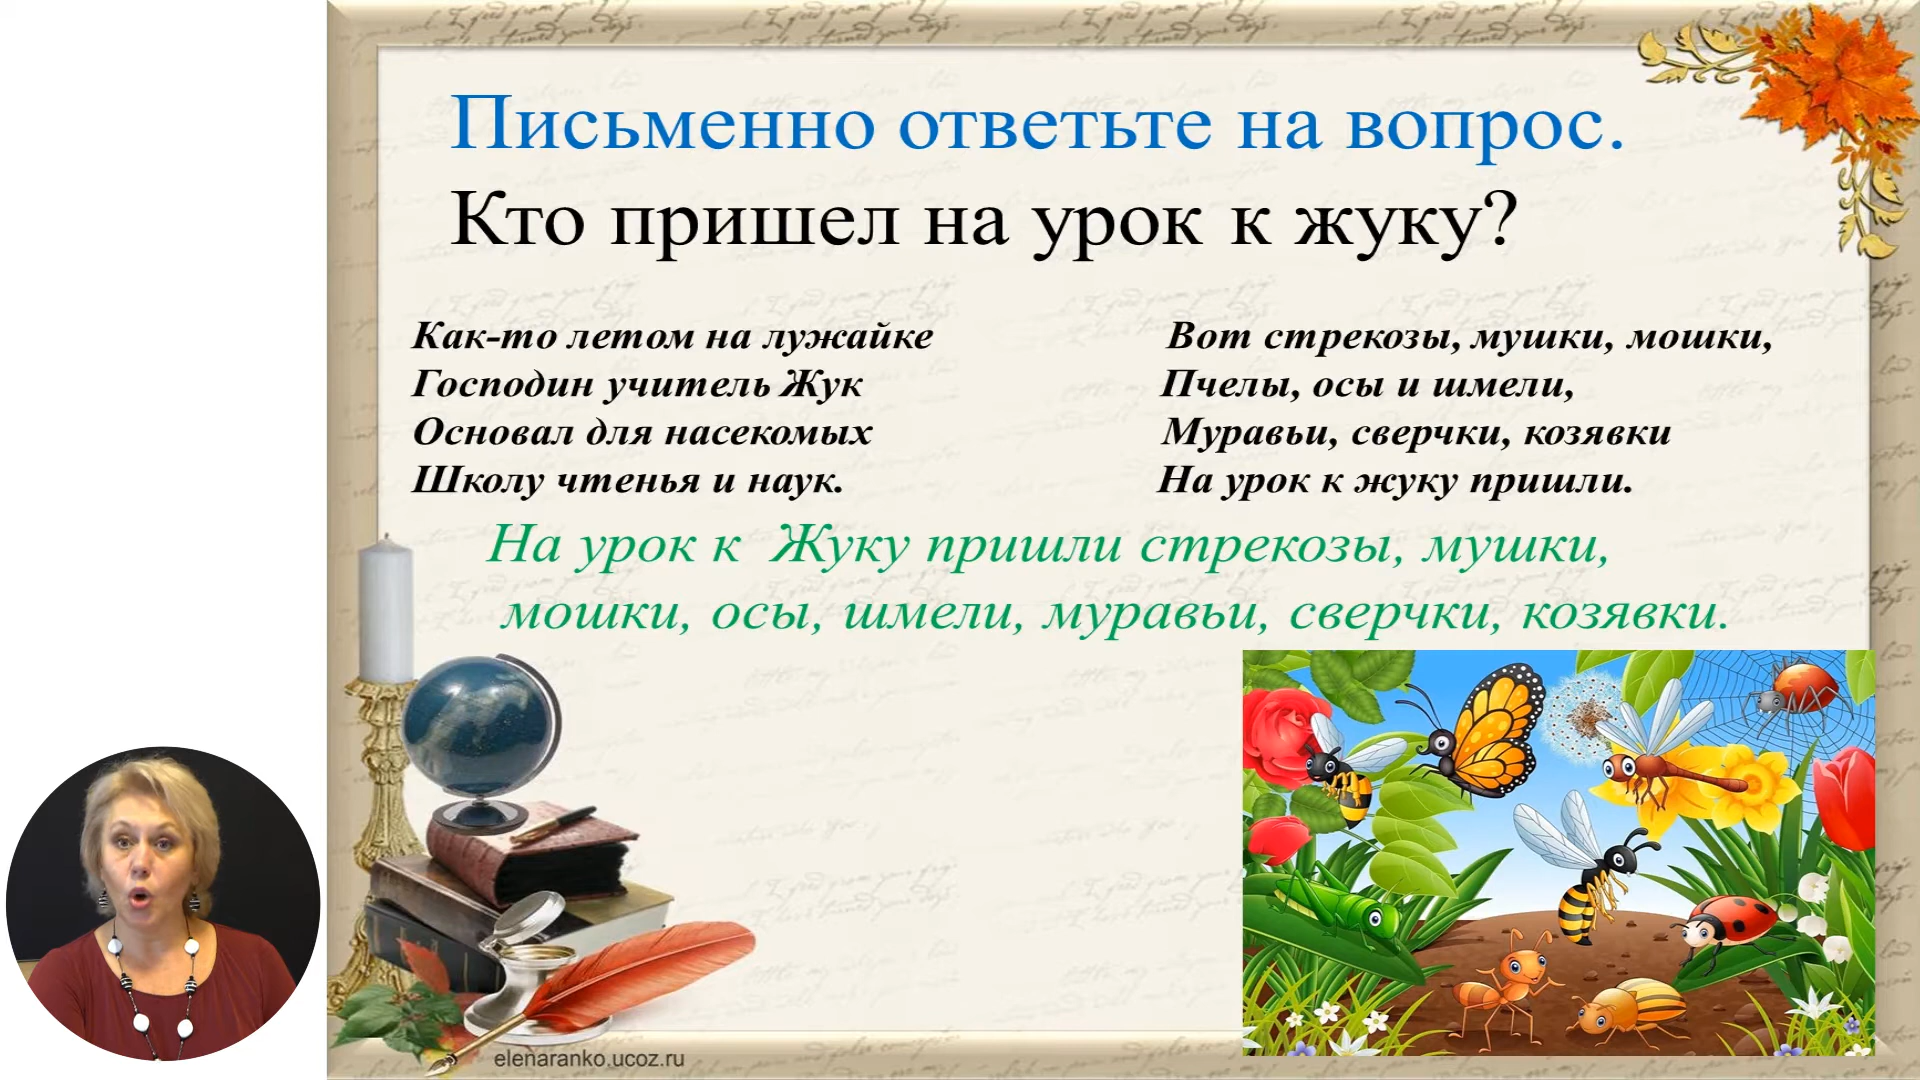 Письменно ответьте на вопрос.
Кто пришел на урок к жуку?
Как-то летом на лужайке
Господин учитель Жук
Основал для насекомых
Школу чтенья и наук.
Вот стрекозы, мушки, мошки,
Пчелы, осы и шмели,
Муравьи, сверчки, козявки
На урок к жуку пришли.
На урок к Жуку пришли стрекозы, мушки,
мошки, осы, шмели, муравьи, сверчки, козявки.
elenaranko.ucoz.ru